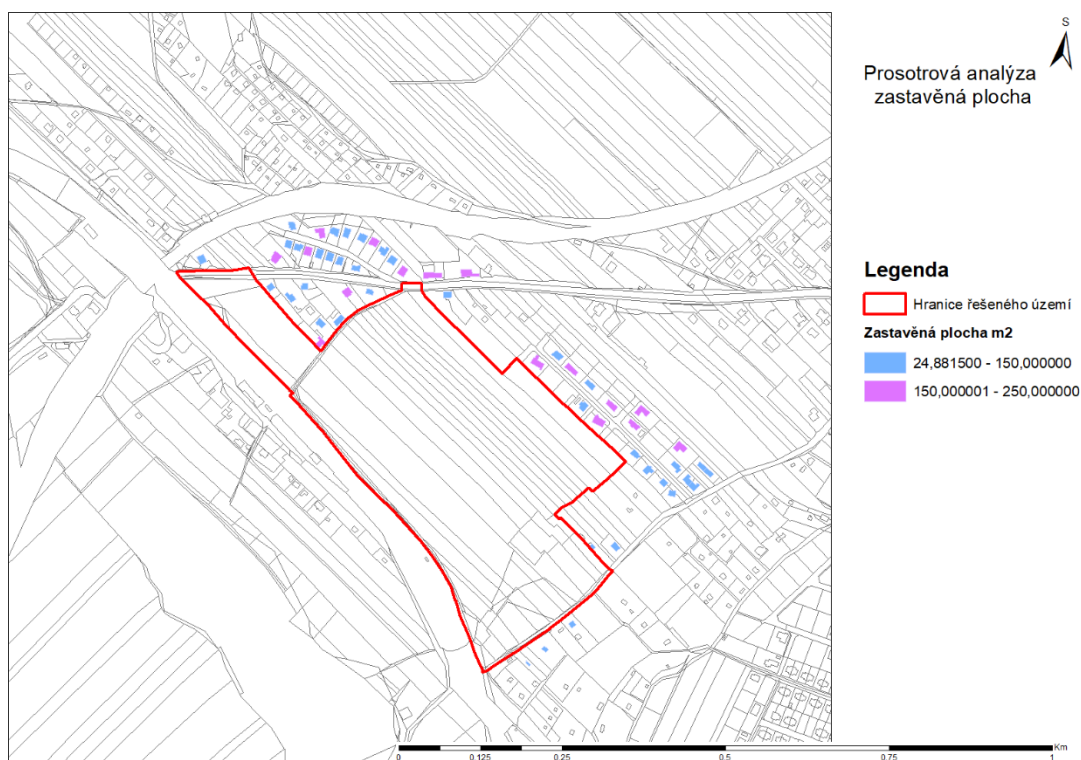 S
Prosotrová analýza
zastavěná plocha
Legenda
Hranice řešeného území
Zastavěná plocha m2
24,881500 - 150,000000
150,000001 - 250,000000
Km
0 0.125 0.25 0.5 0.75 1